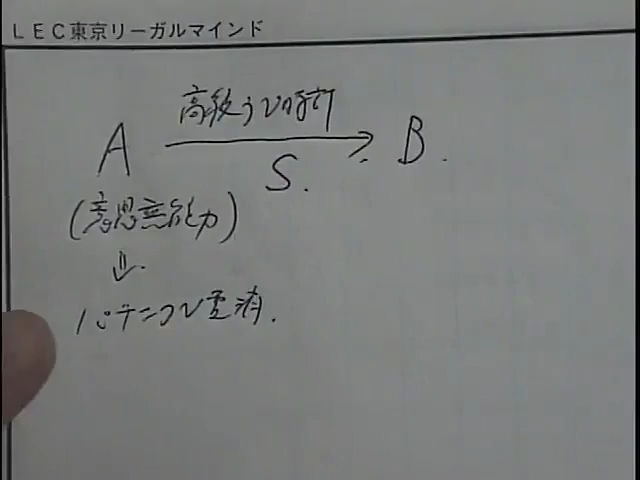 LEC東京リーガルマインド
高級うで時計
A → B.
S.
(意思無能力)
⇓
パチンコで費消.